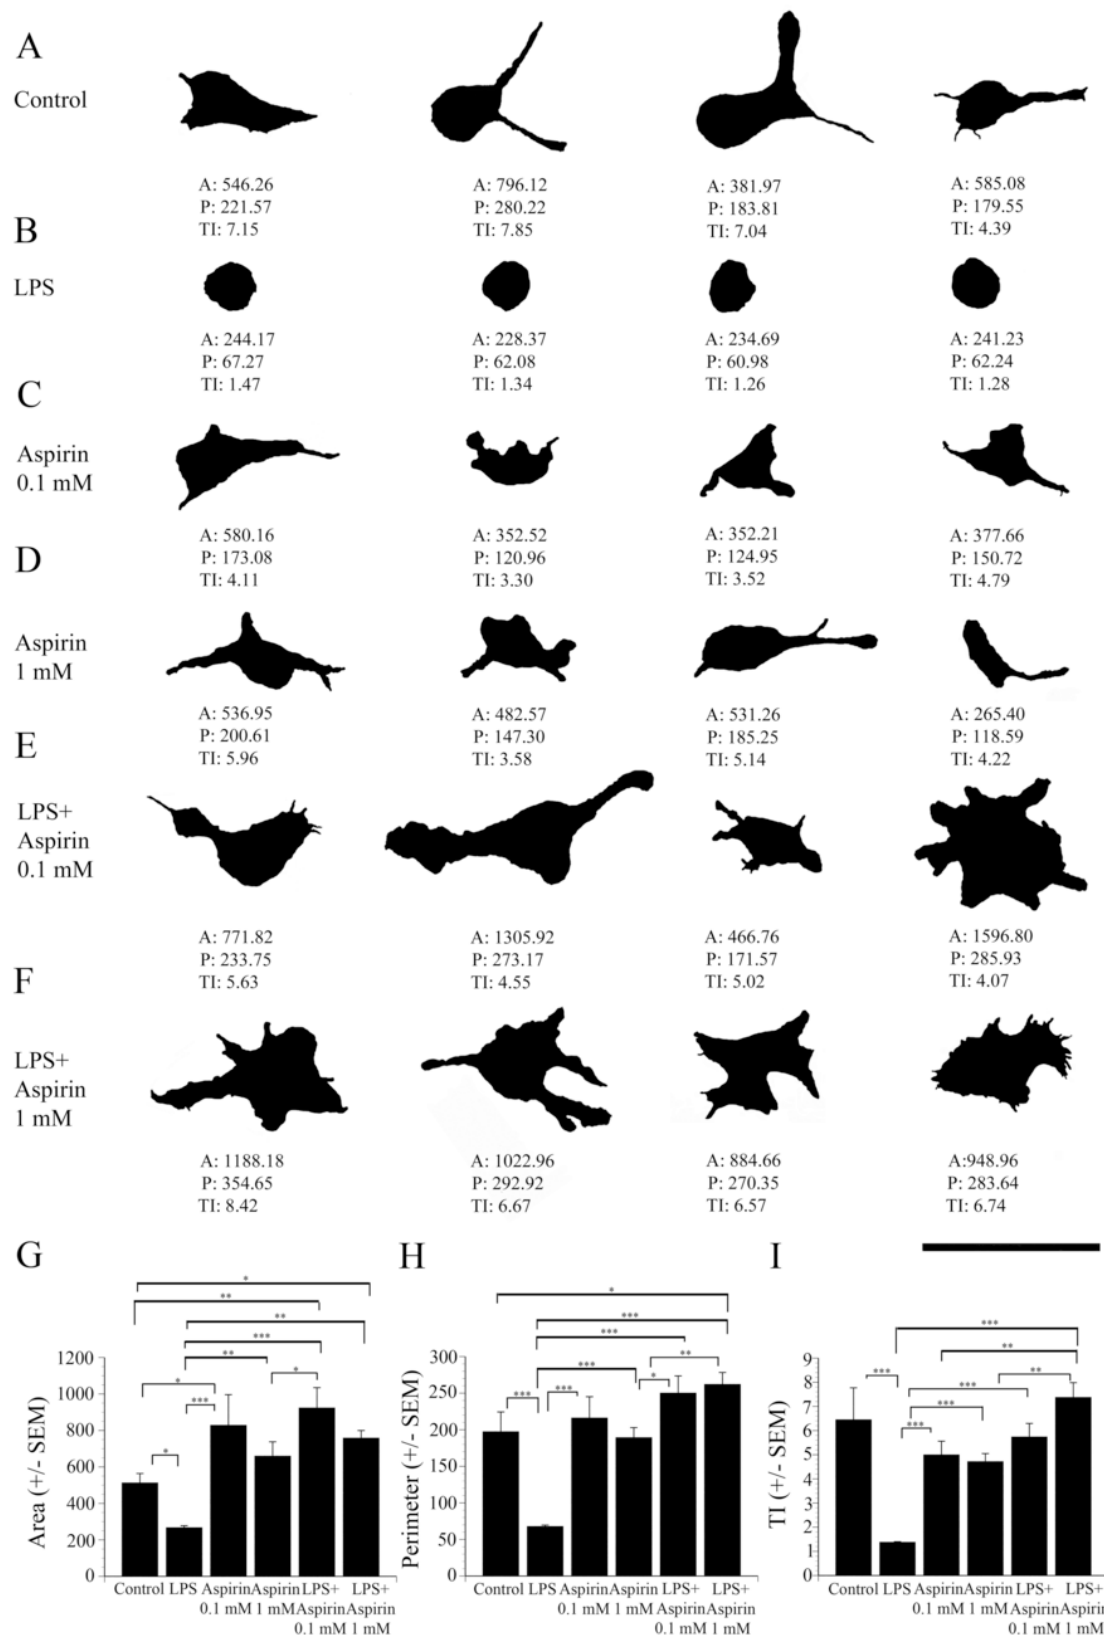 A
Control
A: 546.26
P: 221.57
TI: 7.15
A: 796.12
P: 280.22
TI: 7.85
A: 381.97
P: 183.81
TI: 7.04
A: 585.08
P: 179.55
TI: 4.39
B
LPS
A: 244.17
P: 67.27
TI: 1.47
A: 228.37
P: 62.08
TI: 1.34
A: 234.69
P: 60.98
TI: 1.26
A: 241.23
P: 62.24
TI: 1.28
C
Aspirin
0.1 mM
A: 580.16
P: 173.08
TI: 4.11
A: 352.52
P: 120.96
TI: 3.30
A: 352.21
P: 124.95
TI: 3.52
A: 377.66
P: 150.72
TI: 4.79
D
Aspirin
1 mM
A: 536.95
P: 200.61
TI: 5.96
A: 482.57
P: 147.30
TI: 3.58
A: 531.26
P: 185.25
TI: 5.14
A: 265.40
P: 118.59
TI: 4.22
E
LPS+
Aspirin
0.1 mM
A: 771.82
P: 233.75
TI: 5.63
A: 1305.92
P: 273.17
TI: 4.55
A: 466.76
P: 171.57
TI: 5.02
A: 1596.80
P: 285.93
TI: 4.07
F
LPS+
Aspirin
1 mM
A: 1188.18
P: 354.65
TI: 8.42
A: 1022.96
P: 292.92
TI: 6.67
A: 884.66
P: 270.35
TI: 6.57
A:948.96
P: 283.64
TI: 6.74
G
*
**
**
***
**
*
*
***
*
Area (+/- SEM)
1200
1000
800
600
400
200
0
Control LPS Aspirin Aspirin LPS+ LPS+
0.1 mM 1 mM Aspirin Aspirin
0.1 mM 1 mM
H
*
***
***
**
***
*
***
***
Perimeter (+/- SEM)
300
250
200
150
100
50
0
Control LPS Aspirin Aspirin LPS+ LPS+
0.1 mM 1 mM Aspirin Aspirin
0.1 mM 1 mM
I
***
**
***
**
***
***
***
TI (+/- SEM)
9
8
7
6
5
4
3
2
1
0
Control LPS Aspirin Aspirin LPS+ LPS+
0.1 mM 1 mM Aspirin Aspirin
0.1 mM 1 mM